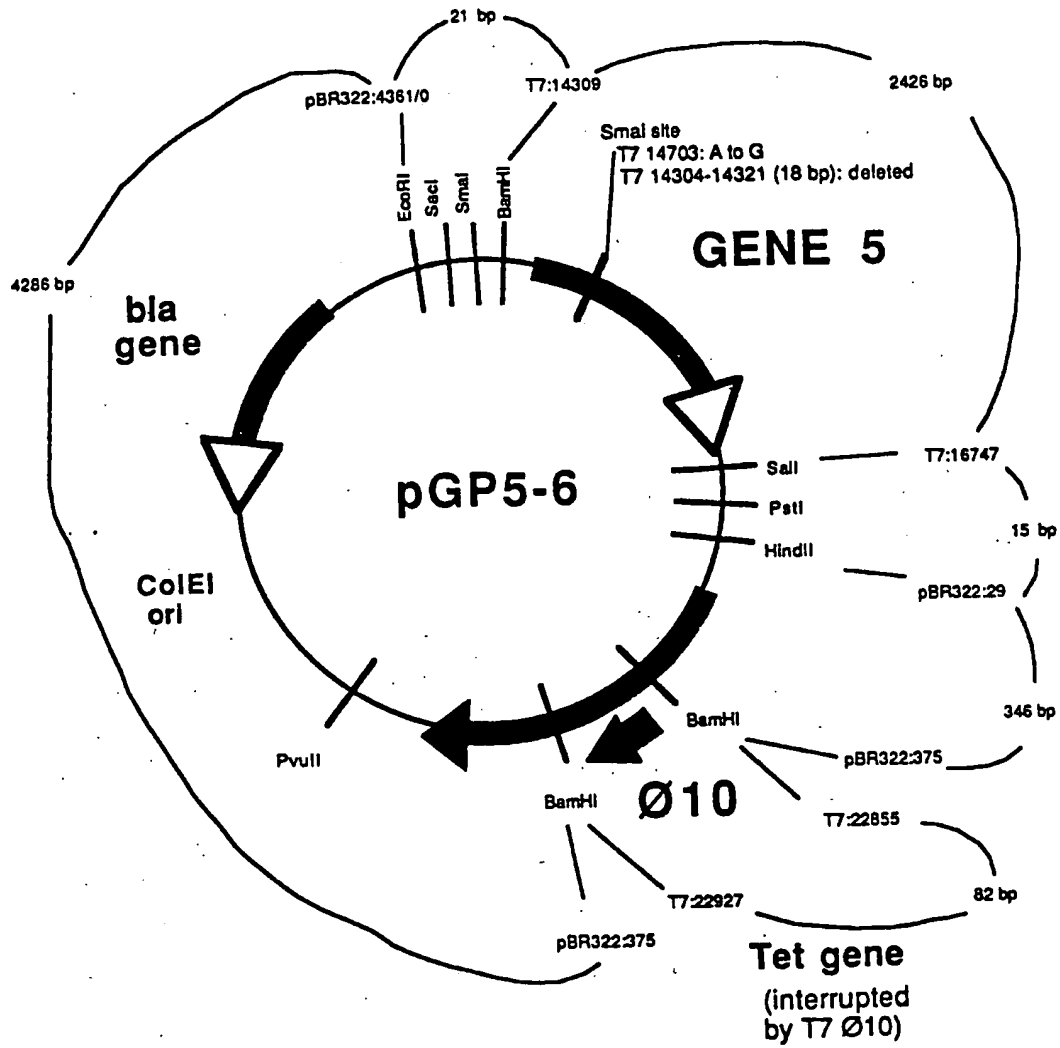 21 bp
pBR322:4361/0
T7:14309
2426 bp
SmaI site
T7 14703: A to G
T7 14304-14321 (18 bp): deleted
EcoRI
SacI
SmaI
BamHI
GENE 5
4286 bp
bla
gene
pGP5-6
SalI
T7:16747
PstI
15 bp
HindII
pBR322:29
ColEI
ori
BamHI
346 bp
PvuII
pBR322:375
BamHI
Ø10
T7:22855
T7:22927
82 bp
pBR322:375
Tet gene
(interrupted
by T7 Ø10)